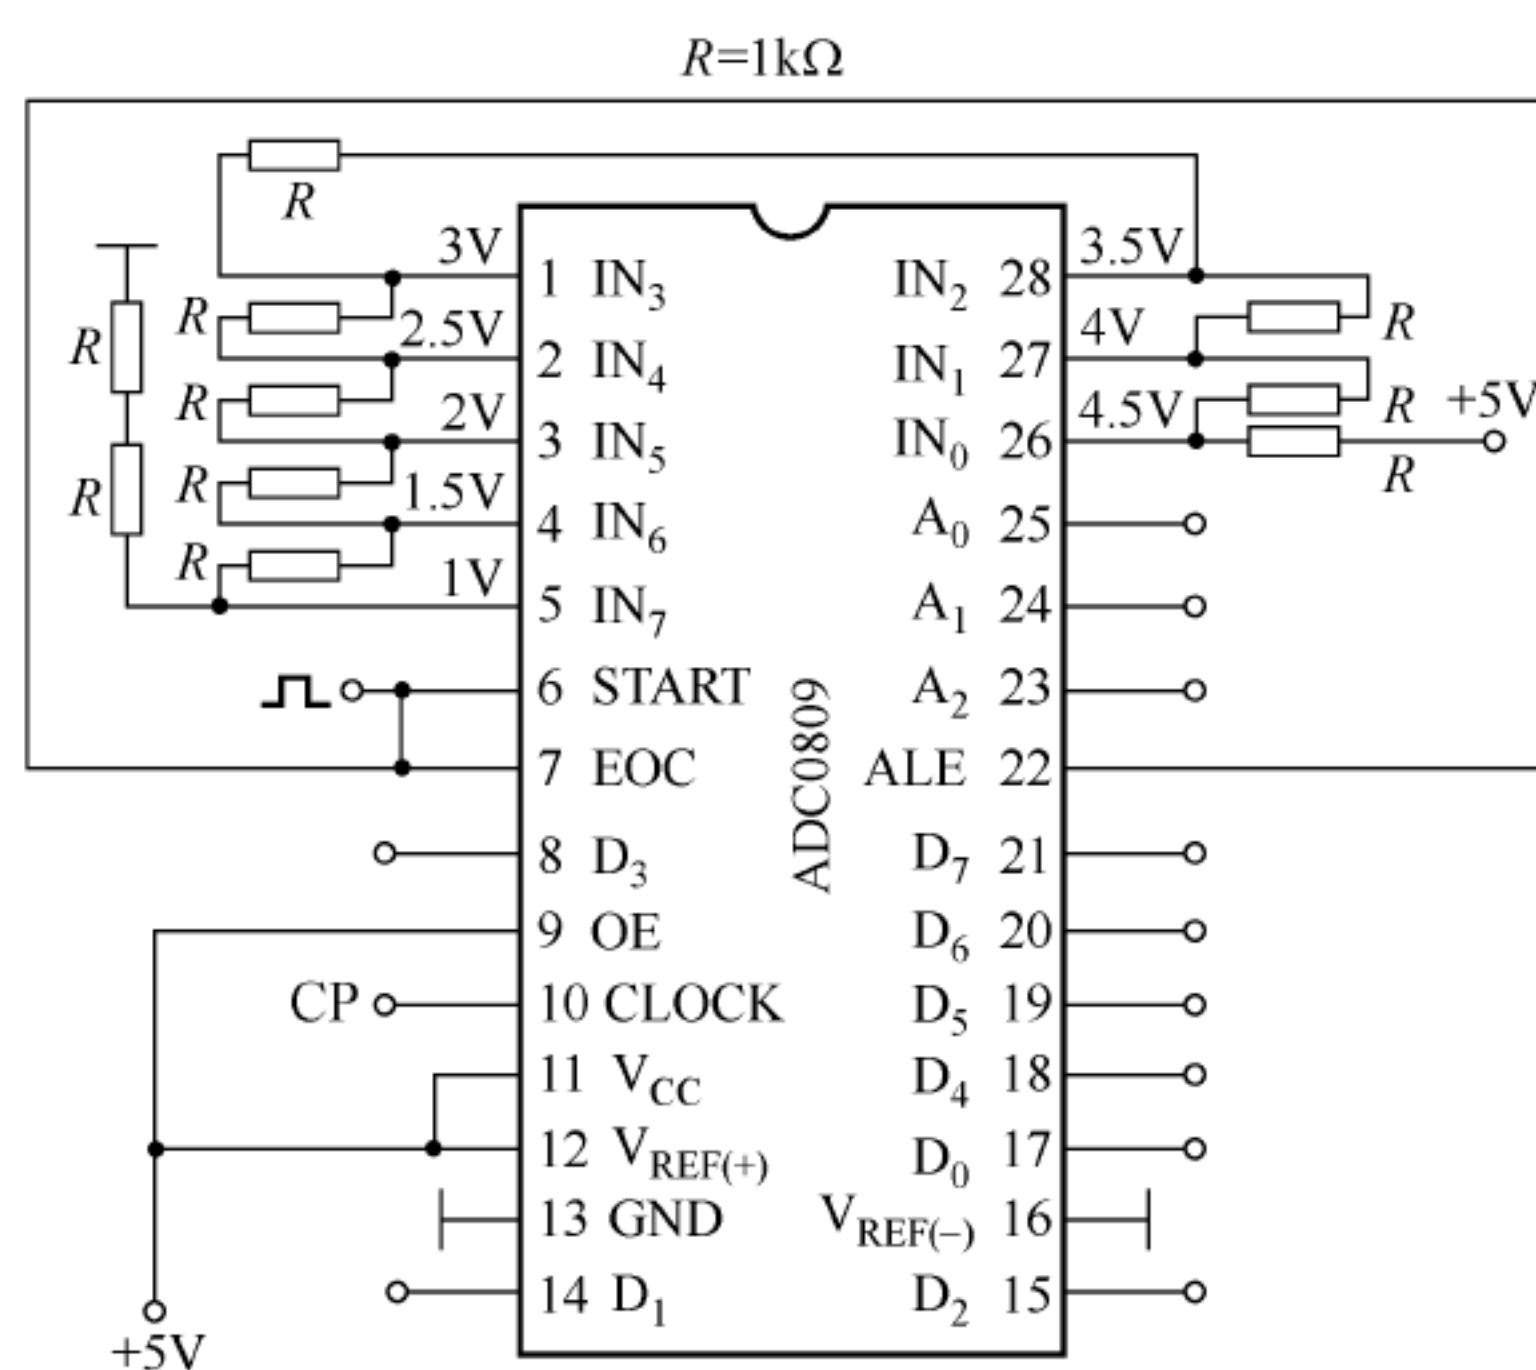 R=1kΩ
R
3V 1 IN3 IN2 28 3.5V
R 2.5V 2 IN4 IN1 27 4V R
R R 2V 3 IN5 IN0 26 4.5V R +5V
R R 1.5V 4 IN6 A0 25 R
R 1V 5 IN7 A1 24
6 START A2 23
7 EOC ALE 22
ADC0809
8 D3 D7 21
9 OE D6 20
CP 10 CLOCK D5 19
11 VCC D4 18
12 VREF(+) D0 17
13 GND VREF(–) 16
14 D1 D2 15
+5V